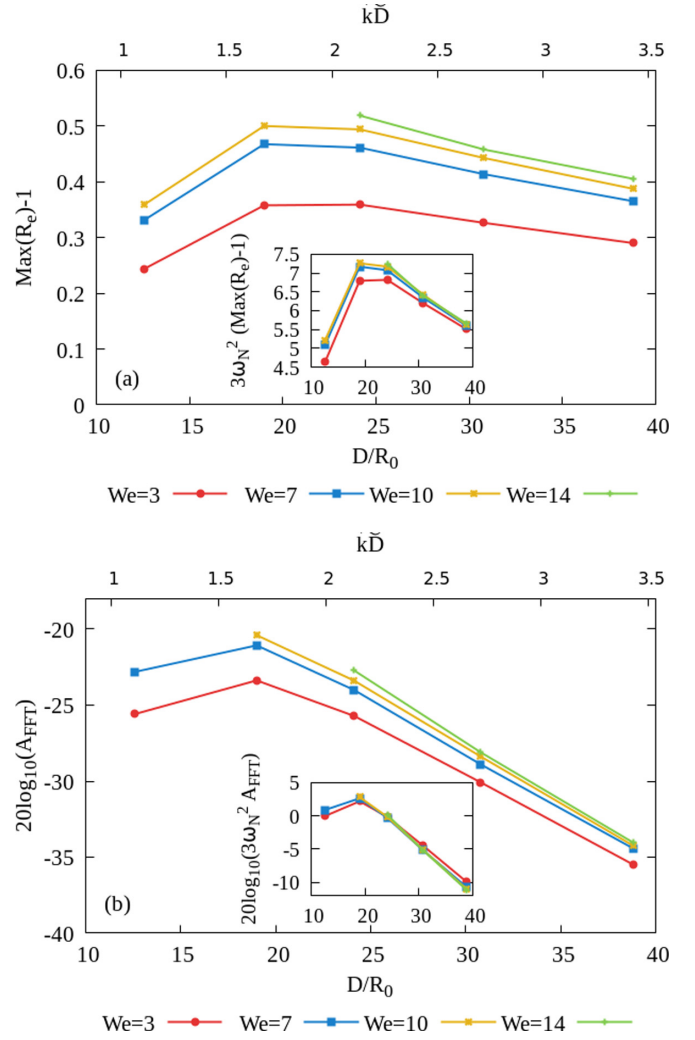 kD̃
1 1.5 2 2.5 3 3.5
0.6
0.5
0.4
0.3
0.2
0.1
0
Max(Rₑ)-1
7.5
6.5
5.5
4.5
3ωN² (Max(Rₑ)-1)
10 20 30 40
(a)
10 15 20 25 30 35 40
D/R₀
We=3 We=7 We=10 We=14
kD̃
1 1.5 2 2.5 3 3.5
-20
-25
-30
-35
-40
20log₁₀(A_FFT)
5
0
-5
-10
20log₁₀(3ωN² A_FFT)
10 20 30 40
(b)
10 15 20 25 30 35 40
D/R₀
We=3 We=7 We=10 We=14